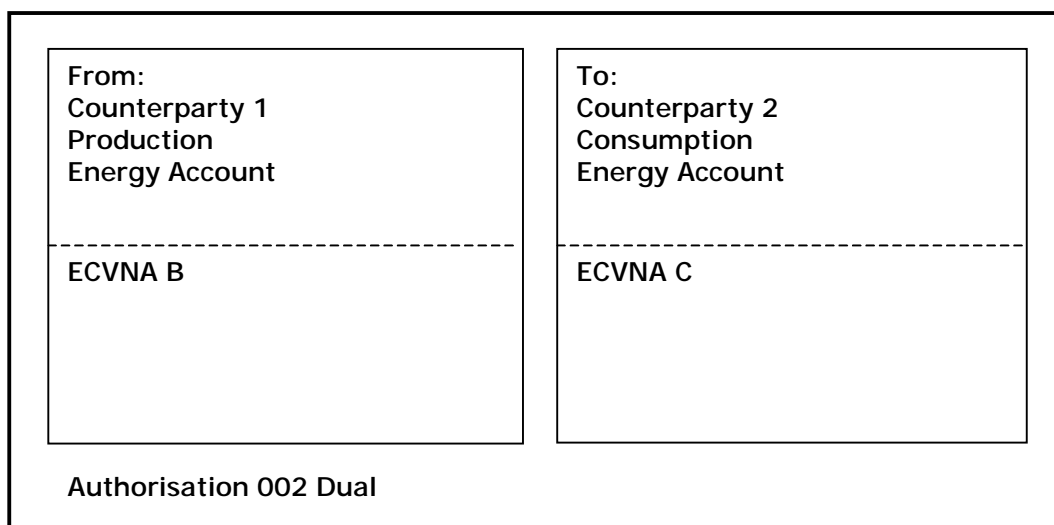 From:
Counterparty 1
Production
Energy Account
ECVNA B
To:
Counterparty 2
Consumption
Energy Account
ECVNA C
Authorisation 002 Dual